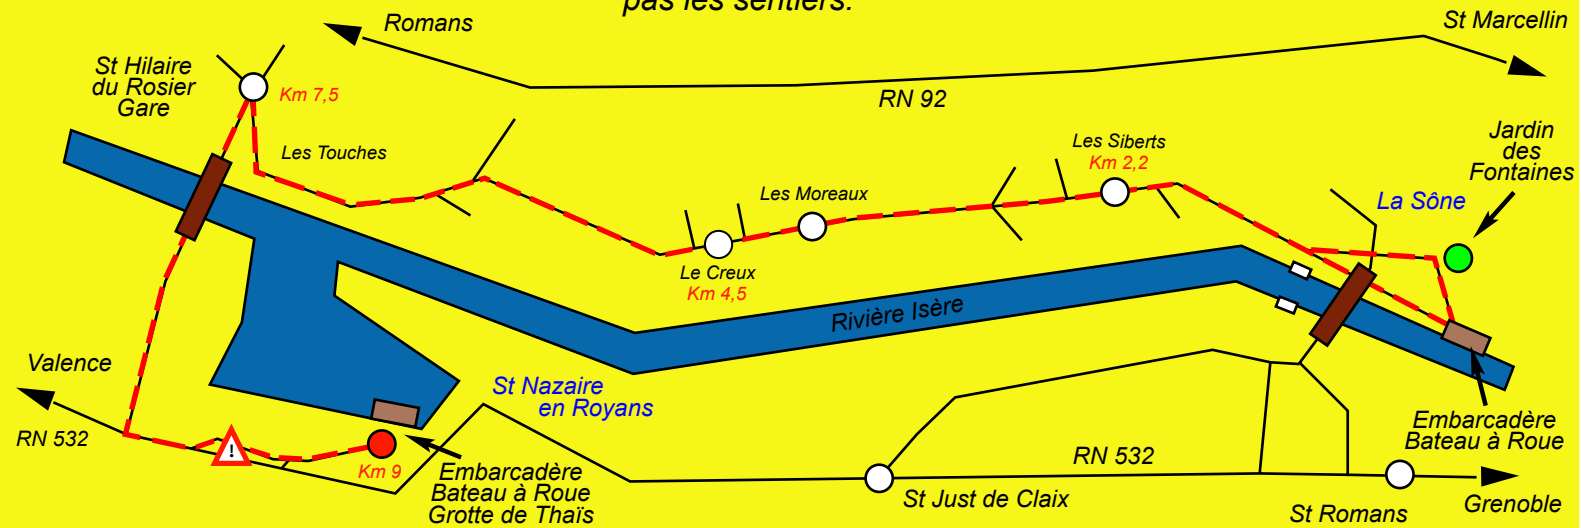 pas les sentiers.
Romans
St Marcellin
St Hilaire
du Rosier
Gare
Km 7,5
RN 92
Les Touches
Les Siberts
Km 2,2
Jardin
des
Fontaines
Les Moreaux
La Sône
Le Creux
Km 4,5
Rivière Isère
Valence
St Nazaire
en Royans
RN 532
!
Km 9
Embarcadère
Bateau à Roue
Grotte de Thaïs
Embarcadère
Bateau à Roue
RN 532
St Just de Claix
St Romans
Grenoble